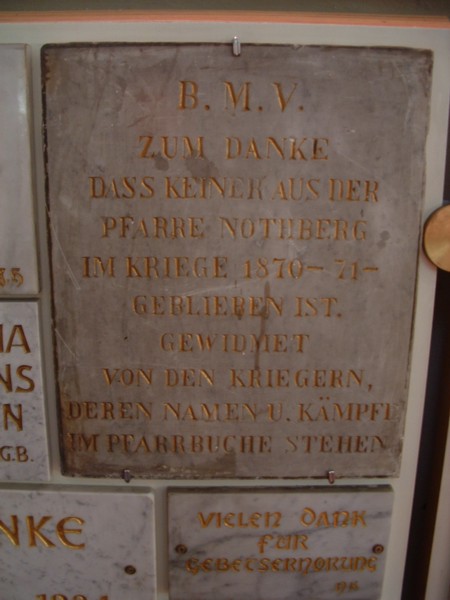 B. M. V.
ZUM DANKE
DASS KEINER AUS DER
PFARRE NOTHBERG
IM KRIEGE 1870-71-
GEBLIEBEN IST.
GEWIDMET
VON DEN KRIEGERN,
DEREN NAMEN U. KÄMPFE
IM PFARRBUCHE STEHEN
NS
N
G.B.
NKE
VIELEN DANK
FÜR
GEBETSERHÖRUNG